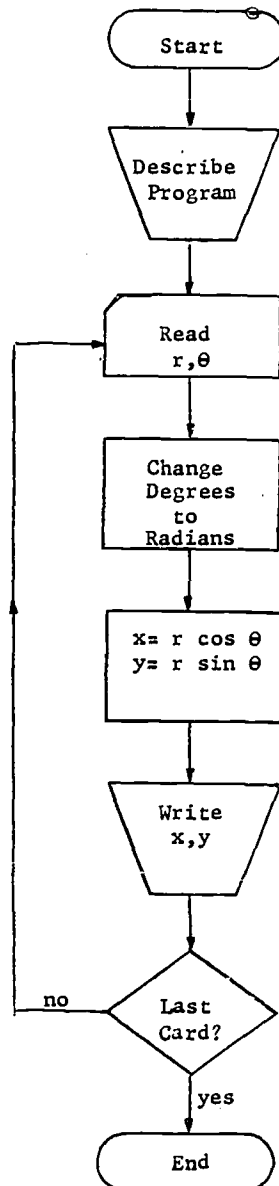 Start
Describe
Program
Read
r,θ
Change
Degrees
to
Radians
x= r cos θ
y= r sin θ
Write
x,y
Last
Card?
no
yes
End